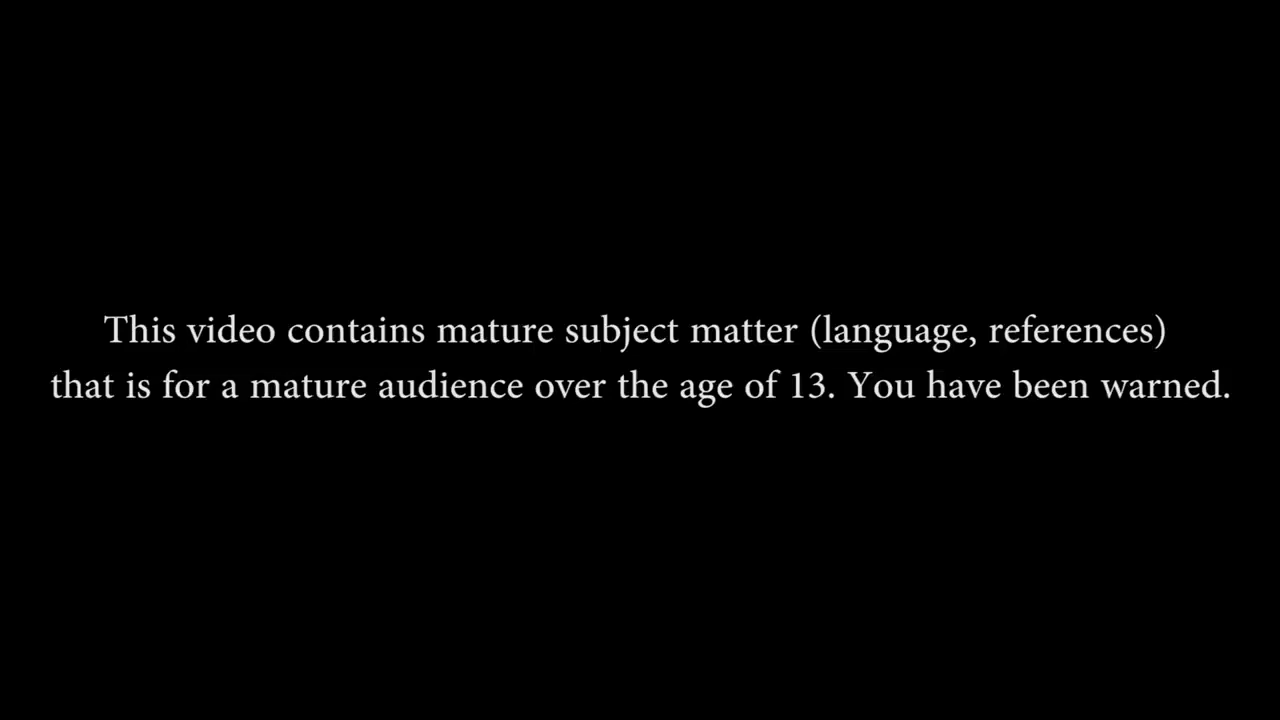 This video contains mature subject matter (language, references)
that is for a mature audience over the age of 13. You have been warned.